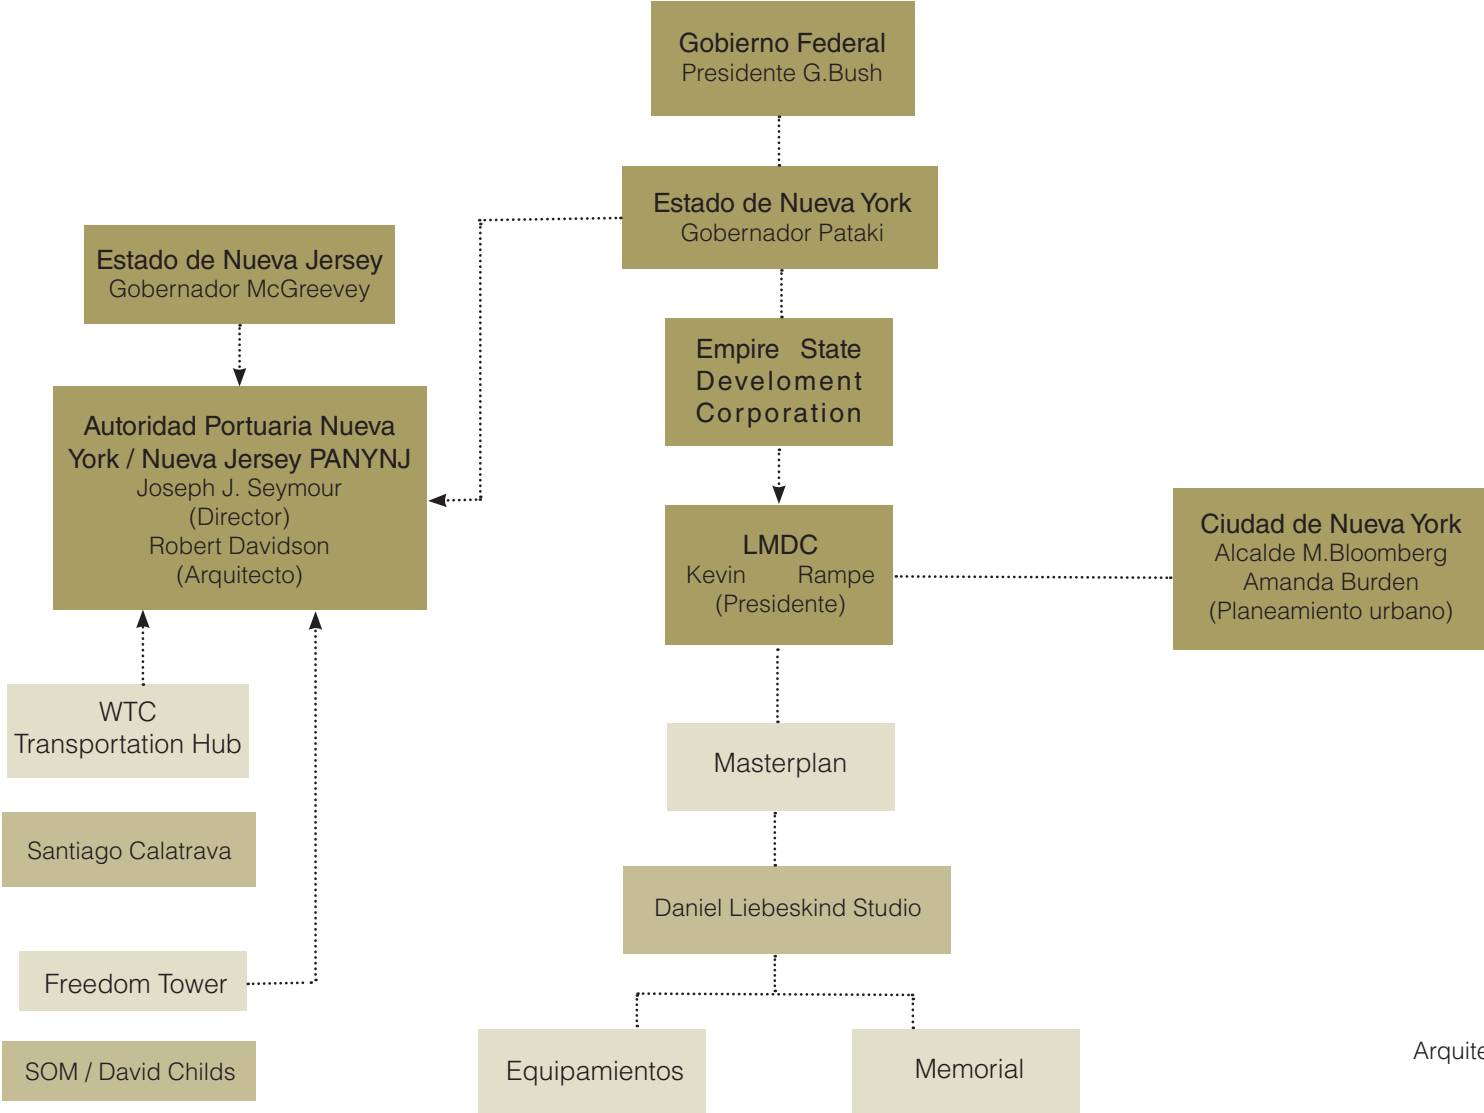 Gobierno Federal
Presidente G.Bush
Estado de Nueva York
Gobernador Pataki
Estado de Nueva Jersey
Gobernador McGreevey
Empire State
Develoment
Corporation
Autoridad Portuaria Nueva
York / Nueva Jersey PANYNJ
Joseph J. Seymour
(Director)
Robert Davidson
(Arquitecto)
LMDC
Kevin Rampe
(Presidente)
Ciudad de Nueva York
Alcalde M.Bloomberg
Amanda Burden
(Planeamiento urbano)
WTC
Transportation Hub
Masterplan
Santiago Calatrava
Daniel Liebeskind Studio
Freedom Tower
SOM / David Childs
Equipamientos
Memorial